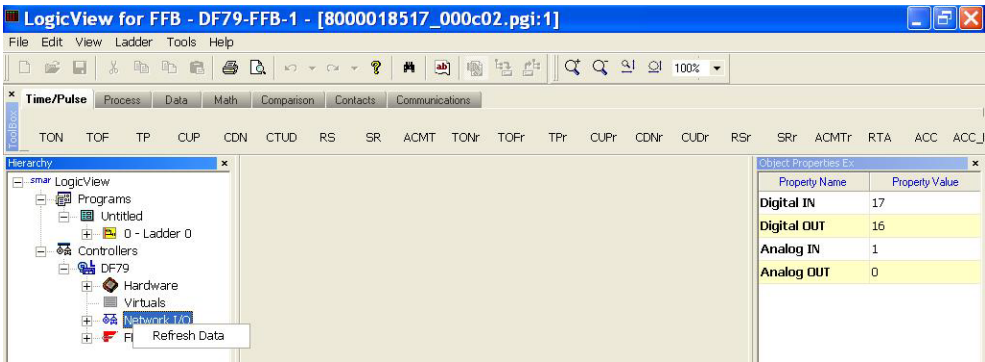 LogicView for FFB - DF79-FFB-1 - [8000018517_000c02.pgi:1]
File Edit View Ladder Tools Help
100%
Time/Pulse Process Data Math Comparison Contacts Communications
ToolBox
TON TOF TP CUP CDN CTUD RS SR ACMT TONr TOFr TPr CUPr CDNr CUDr RSr SRr ACMTr RTA ACC
Hierarchy
smar LogicView
Programs
Untitled
0 - Ladder 0
Controllers
DF79
Hardware
Virtuals
Network I/O
Refresh Data
Object Properties Ex
Property Name Property Value
Digital IN 17
Digital OUT 16
Analog IN 1
Analog OUT 0